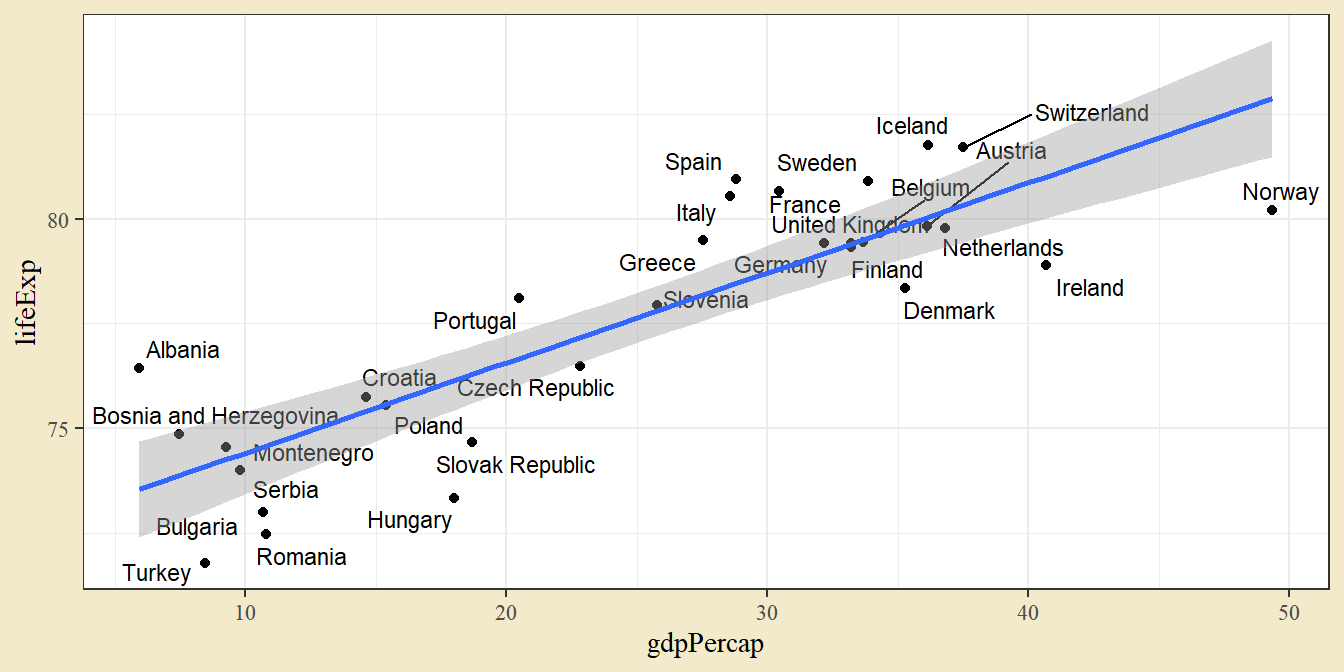 Switzerland
Iceland
Austria
Spain
Sweden
Belgium
Norway
France
Italy
80
United Kingdom
Netherlands
Greece
Germany
Finland
Ireland
Slovenia
Denmark
Portugal
lifeExp
Albania
Croatia
Czech Republic
Bosnia and Herzegovina
75
Poland
Montenegro
Slovak Republic
Serbia
Hungary
Bulgaria
Romania
Turkey
10
20
30
40
50
gdpPercap